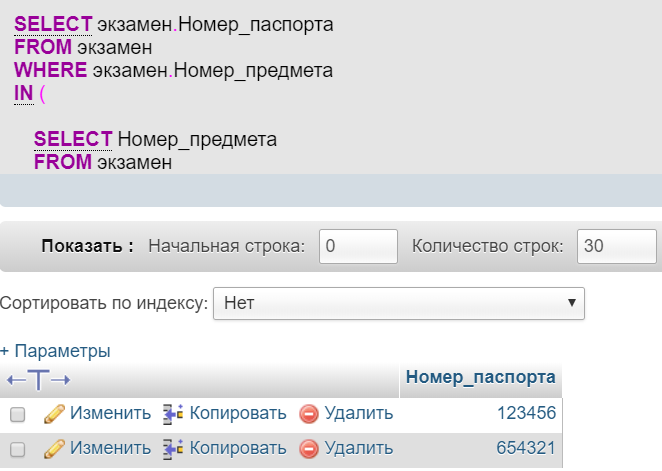 SELECT экзамен.Номер_паспорта
FROM экзамен
WHERE экзамен.Номер_предмета
IN (
SELECT Номер_предмета
FROM экзамен
Показать : Начальная строка: 0 Количество строк: 30
Сортировать по индексу: Нет
+ Параметры
←T→ Номер_паспорта
Изменить Копировать Удалить 123456
Изменить Копировать Удалить 654321